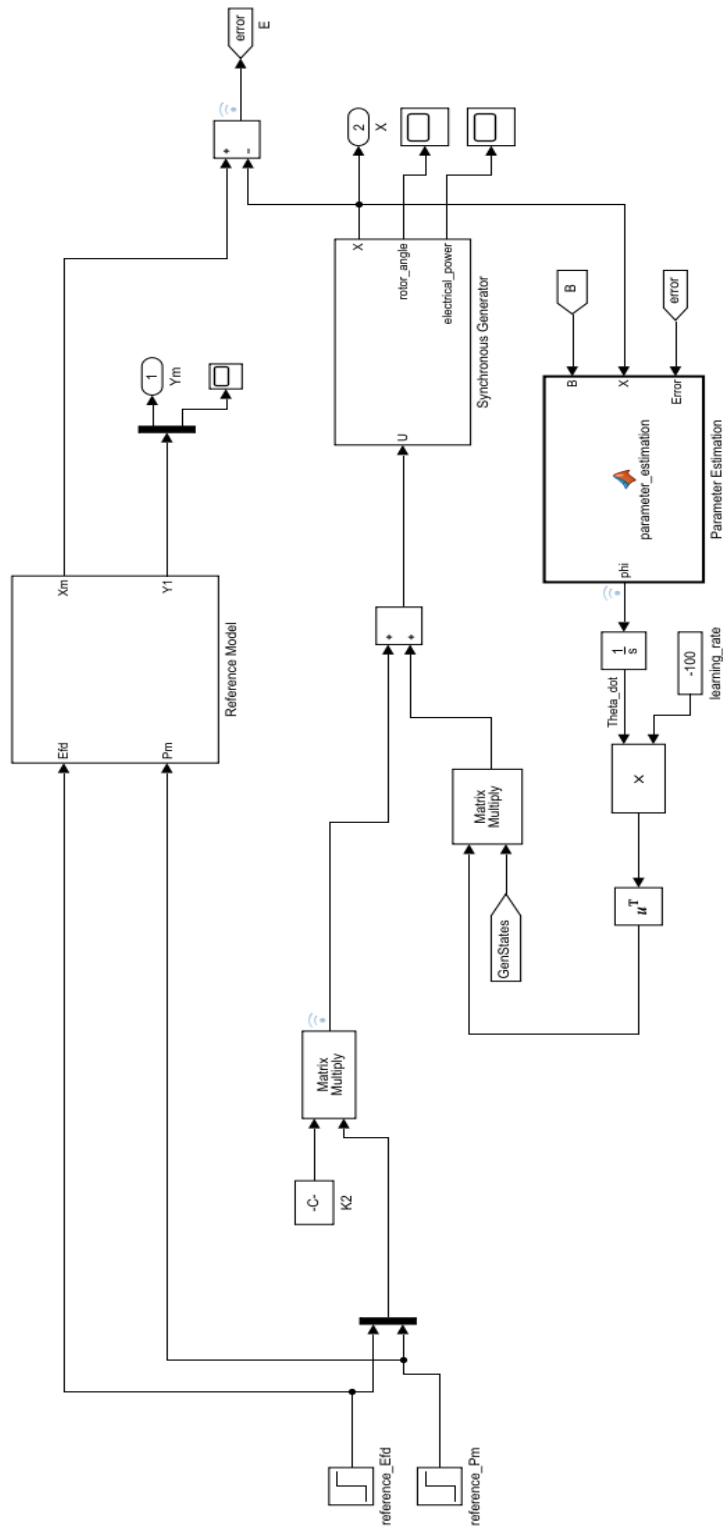 reference_Efd
reference_Pm
-C-
K2
Matrix
Multiply
Efd
Pm
Xm
Y1
Reference Model
1
Ym
+
-
error
E
GenStates
Matrix
Multiply
+
+
U
X
rotor_angle
electrical_power
Synchronous Generator
2
X
B
error
B
X
Error
parameter_estimation
phi
Parameter Estimation
1
s
Theta_dot
-100
learning_rate
X
uᵀ